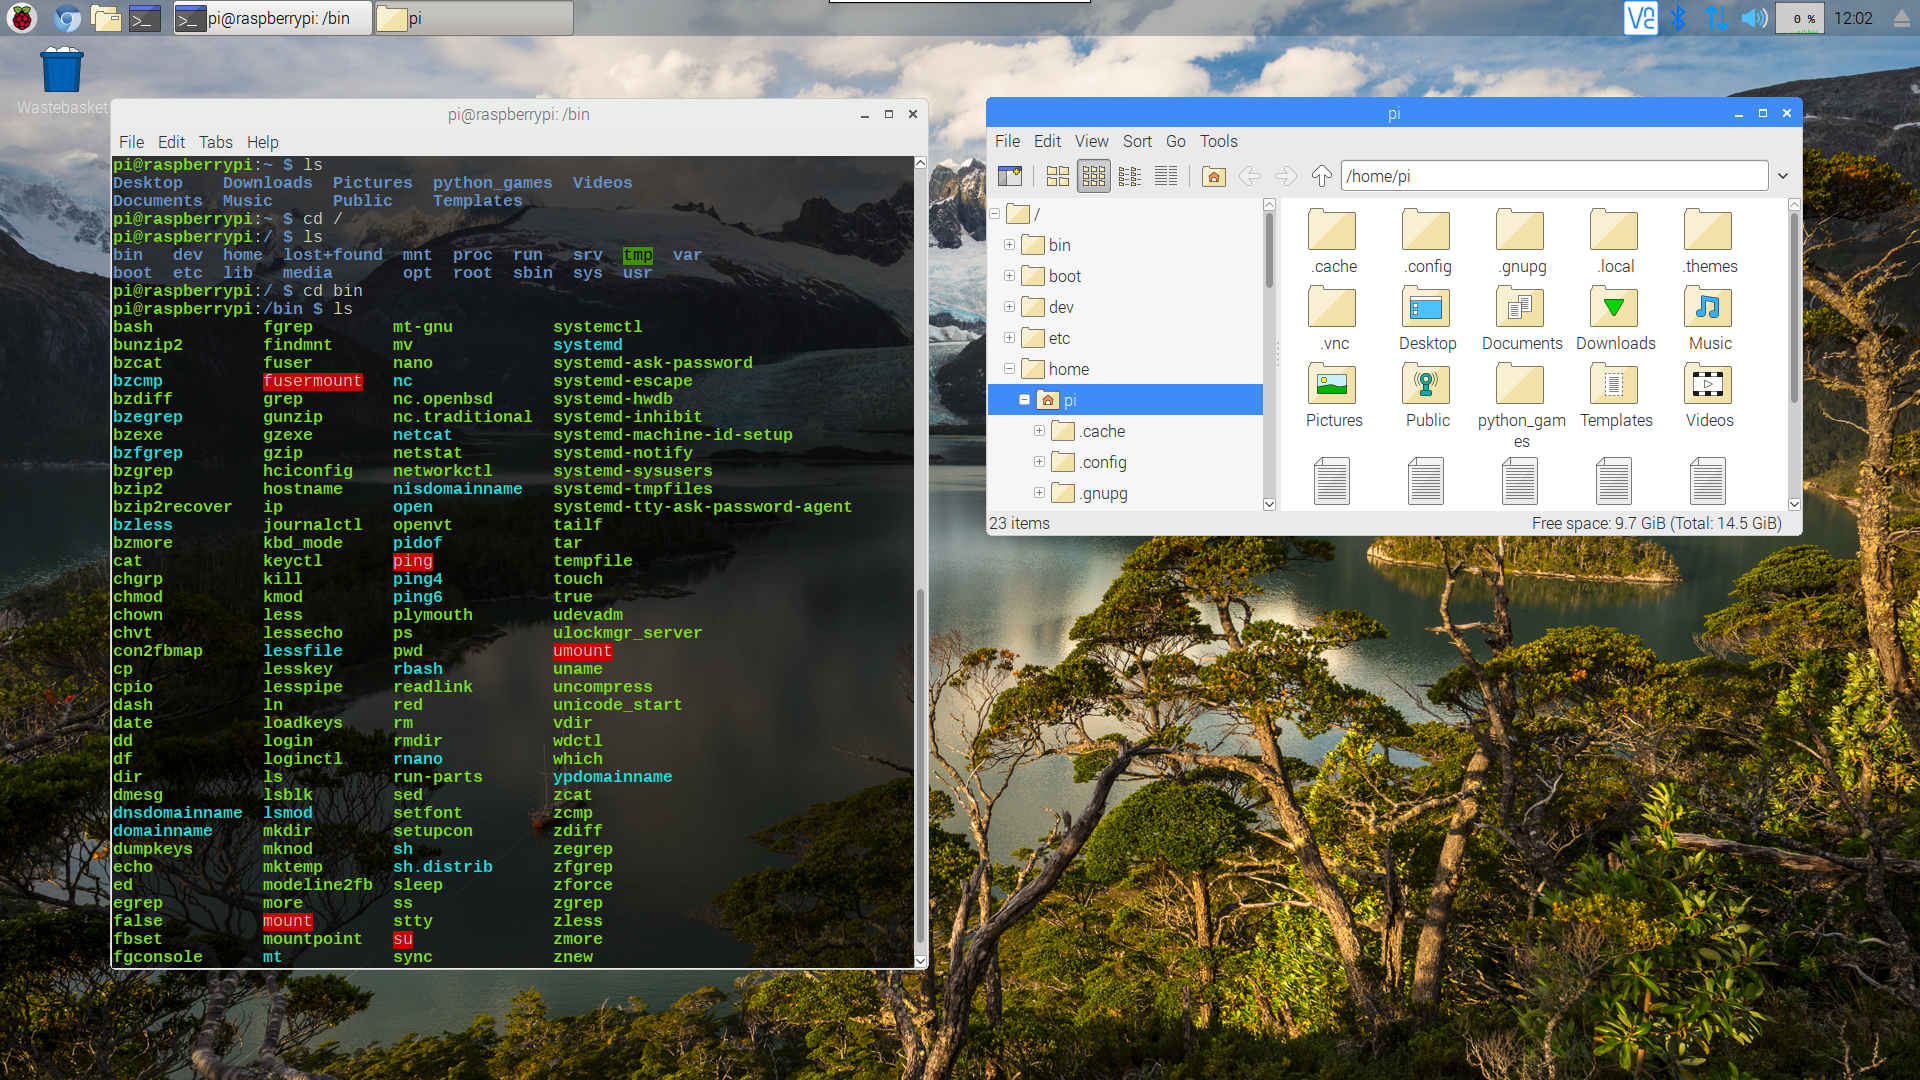 pi@raspberrypi: /bin
pi
VNC
0 %
12:02
Wastebasket
pi@raspberrypi: /bin
File Edit Tabs Help
pi@raspberrypi:~ $ ls
Desktop Downloads Pictures python_games Videos
Documents Music Public Templates
pi@raspberrypi:~ $ cd /
pi@raspberrypi:/ $ ls
bin dev home lost+found mnt proc run srv tmp var
boot etc lib media opt root sbin sys usr
pi@raspberrypi:/ $ cd bin
pi@raspberrypi:/bin $ ls
bash fgrep mt-gnu systemctl
bunzip2 findmnt mv systemd
bzcat fuser nano systemd-ask-password
bzcmp fusermount nc systemd-escape
bzdiff grep nc.openbsd systemd-hwdb
bzegrep gunzip nc.traditional systemd-inhibit
bzexe gzexe netcat systemd-machine-id-setup
bzfgrep gzip netstat systemd-notify
bzgrep hciconfig networkctl systemd-sysusers
bzip2 hostname nisdomainname systemd-tmpfiles
bzip2recover ip open systemd-tty-ask-password-agent
bzless journalctl openvt tailf
bzmore kbd_mode pidof tar
cat keyctl ping tempfile
chgrp kill ping4 touch
chmod kmod ping6 true
chown less plymouth udevadm
chvt lessecho ps ulockmgr_server
con2fbmap lessfile pwd umount
cp lesskey rbash uname
cpio lesspipe readlink uncompress
dash ln red unicode_start
date loadkeys rm vdir
dd login rmdir wdctl
df loginctl rnano which
dir ls run-parts ypdomainname
dmesg lsblk sed zcat
dnsdomainname lsmod setfont zcmp
domainname mkdir setupcon zdiff
dumpkeys mknod sh zegrep
echo mktemp sh.distrib zfgrep
ed modeline2fb sleep zforce
egrep more ss zgrep
false mount stty zless
fbset mountpoint su zmore
fgconsole mt sync znew
pi
File Edit View Sort Go Tools
/home/pi
/
bin
boot
dev
etc
home
pi
.cache
.config
.gnupg
.cache .config .gnupg .local .themes
.vnc Desktop Documents Downloads Music
Pictures Public python_gam Templates Videos
es
23 items
Free space: 9.7 GiB (Total: 14.5 GiB)